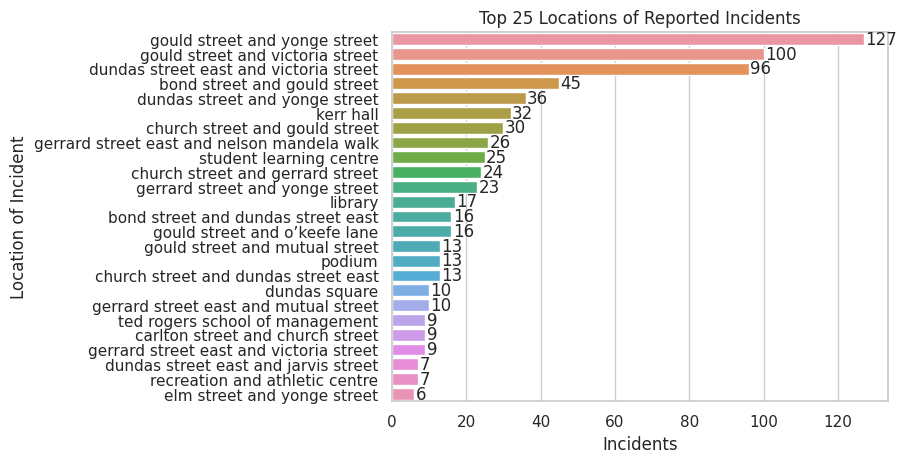 Top 25 Locations of Reported Incidents
gould street and yonge street 127
gould street and victoria street 100
dundas street east and victoria street 96
bond street and gould street 45
dundas street and yonge street 36
kerr hall 32
church street and gould street 30
gerrard street east and nelson mandela walk 26
student learning centre 25
church street and gerrard street 24
gerrard street and yonge street 23
library 17
bond street and dundas street east 16
gould street and o’keefe lane 16
gould street and mutual street 13
podium 13
church street and dundas street east 13
dundas square 10
gerrard street east and mutual street 10
ted rogers school of management 9
carlton street and church street 9
gerrard street east and victoria street 9
dundas street east and jarvis street 7
recreation and athletic centre 7
elm street and yonge street 6
0 20 40 60 80 100 120
Incidents
Location of Incident